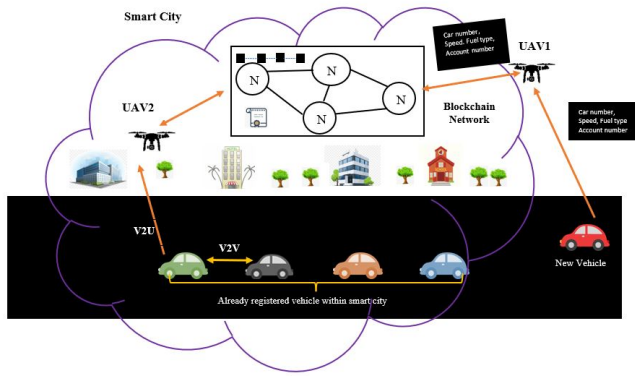 Smart City
Car number,
Speed. Fuel type,
Account number
UAV1
N
N
N
N
UAV2
Blockchain
Network
Car number,
Speed, Fuel type
Account number
V2U
V2V
New Vehicle
Already registered vehicle within smart city